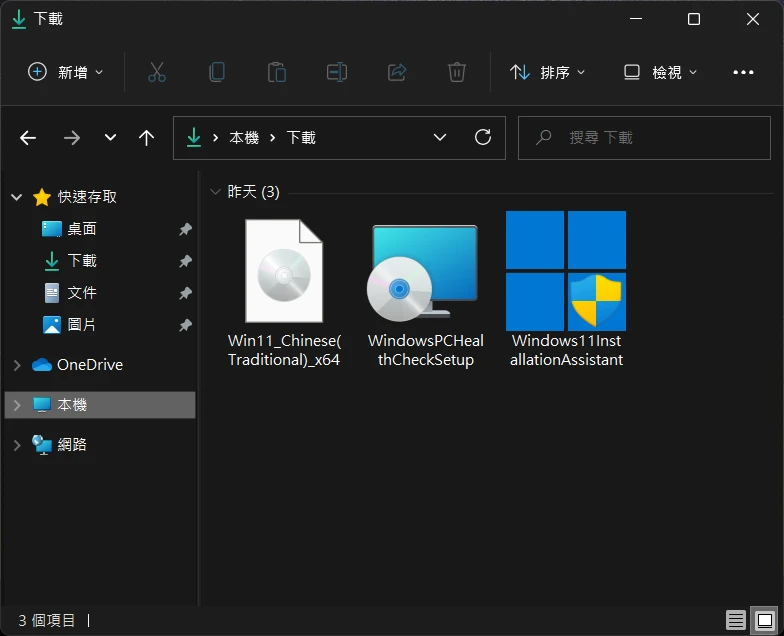 下載
新增
排序
檢視
本機
下載
搜尋 下載
快速存取
桌面
下載
文件
圖片
OneDrive
本機
網路
昨天 (3)
Win11_Chinese(
Traditional)_x64
WindowsPCHeal
thCheckSetup
Windows11Inst
allationAssistant
3 個項目